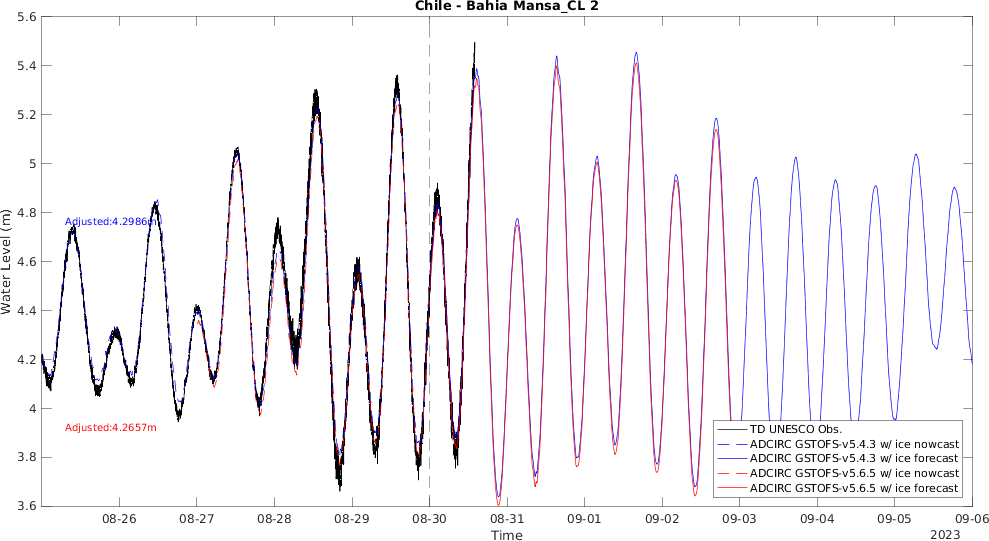 Chile - Bahia Mansa_CL 2
5.6
5.4
5.2
5
4.8
4.6
4.4
4.2
4
3.8
3.6
Water Level (m)
Adjusted:4.2986m
Adjusted:4.2657m
TD UNESCO Obs.
ADCIRC GSTOFS-v5.4.3 w/ ice nowcast
ADCIRC GSTOFS-v5.4.3 w/ ice forecast
ADCIRC GSTOFS-v5.6.5 w/ ice nowcast
ADCIRC GSTOFS-v5.6.5 w/ ice forecast
08-26 08-27 08-28 08-29 08-30 08-31 09-01 09-02 09-03 09-04 09-05 09-06
Time
2023